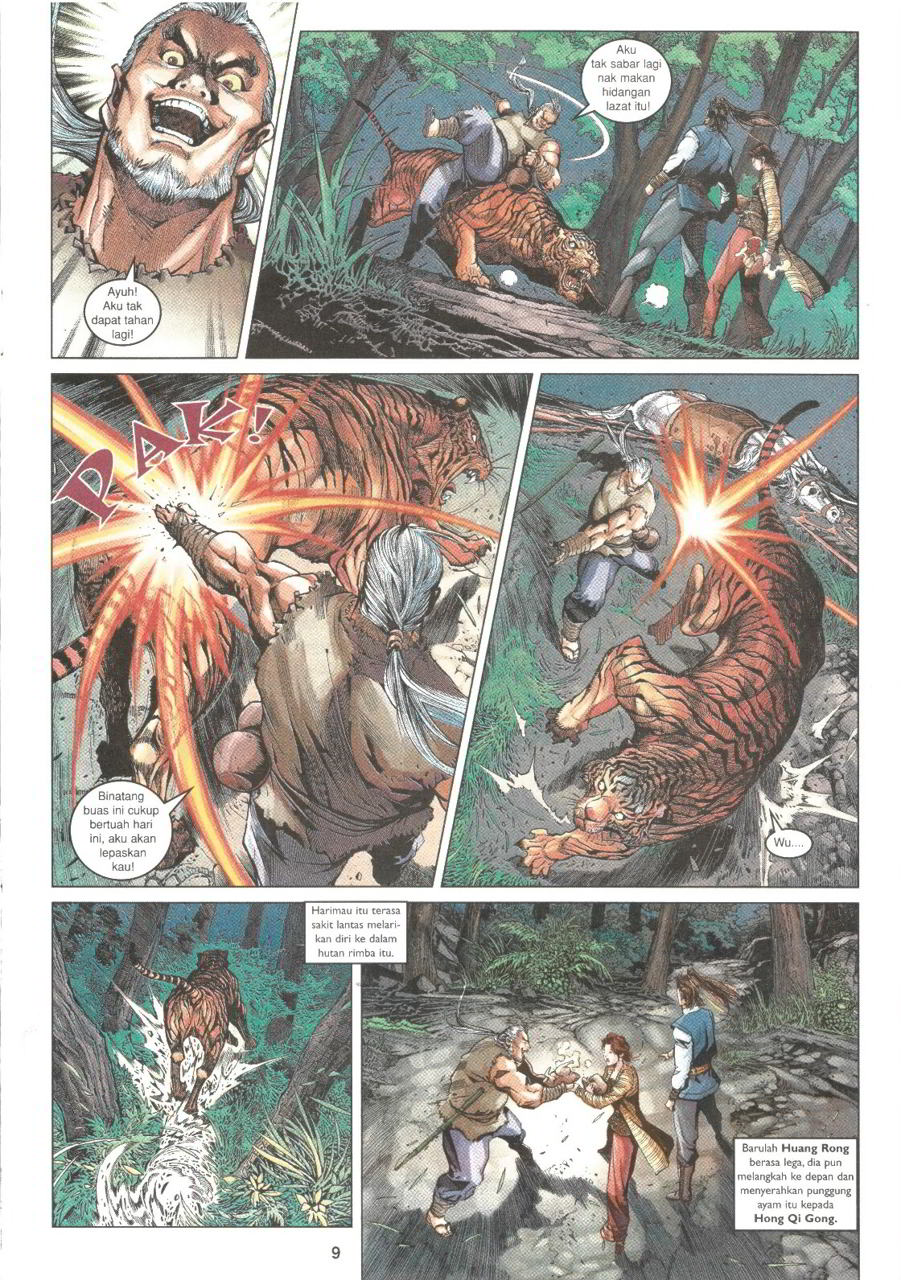 Ayuh!
Aku tak
dapat tahan
lagi!
Aku
tak sabar lagi
nak makan
hidangan
lazat itu!
PAK!
Binatang
buas ini cukup
bertuah hari
ini, aku akan
lepaskan
kau!
Wu....
Harimau itu terasa
sakit lantas melari-
kan diri ke dalam
hutan rimba itu.
Barulah Huang Rong
berasa lega, dia pun
melangkah ke depan dan
menyerahkan punggung
ayam itu kepada
Hong Qi Gong.
9